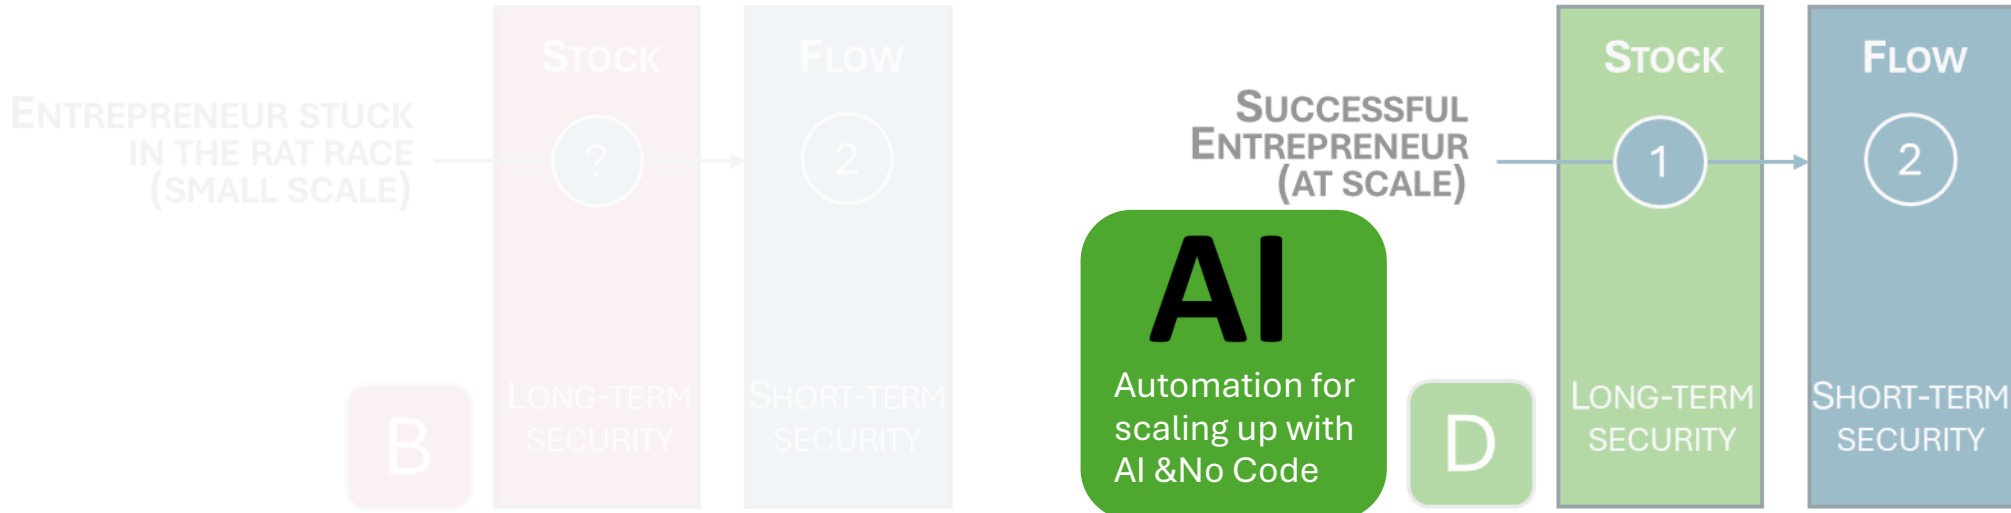 STOCK
FLOW
ENTREPRENEUR STUCK
IN THE RAT RACE
(SMALL SCALE)
?
2
B
LONG-TERM
SECURITY
SHORT-TERM
SECURITY
STOCK
FLOW
SUCCESSFUL
ENTREPRENEUR
(AT SCALE)
1
2
AI
Automation for
scaling up with
AI &No Code
D
LONG-TERM
SECURITY
SHORT-TERM
SECURITY